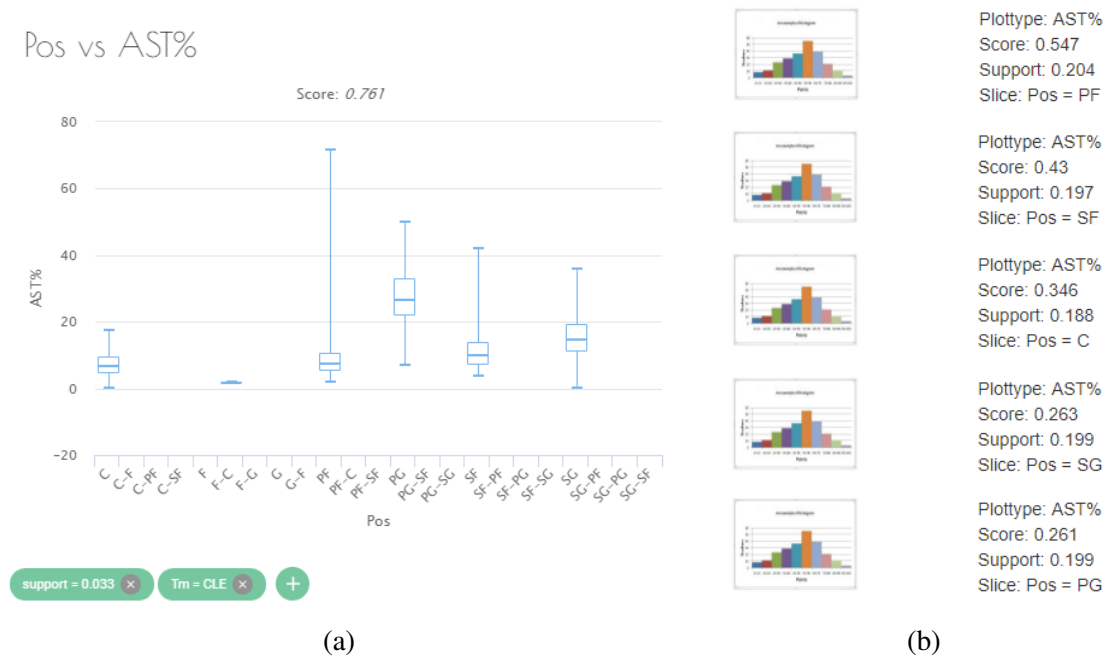 Pos vs AST%
Score: 0.761
80
60
40
20
0
−20
AST%
C
C-F
C-PF
C-SF
F
F-C
F-G
G
G-F
PF
PF-C
PF-SF
PG
PG-SF
PG-SG
SF
SF-PF
SF-PG
SF-SG
SG
SG-PF
SG-PG
SG-SF
Pos
support = 0.033 ×
Tm = CLE ×
+
(a)
Plottype: AST%
Score: 0.547
Support: 0.204
Slice: Pos = PF
Plottype: AST%
Score: 0.43
Support: 0.197
Slice: Pos = SF
Plottype: AST%
Score: 0.346
Support: 0.188
Slice: Pos = C
Plottype: AST%
Score: 0.263
Support: 0.199
Slice: Pos = SG
Plottype: AST%
Score: 0.261
Support: 0.199
Slice: Pos = PG
(b)